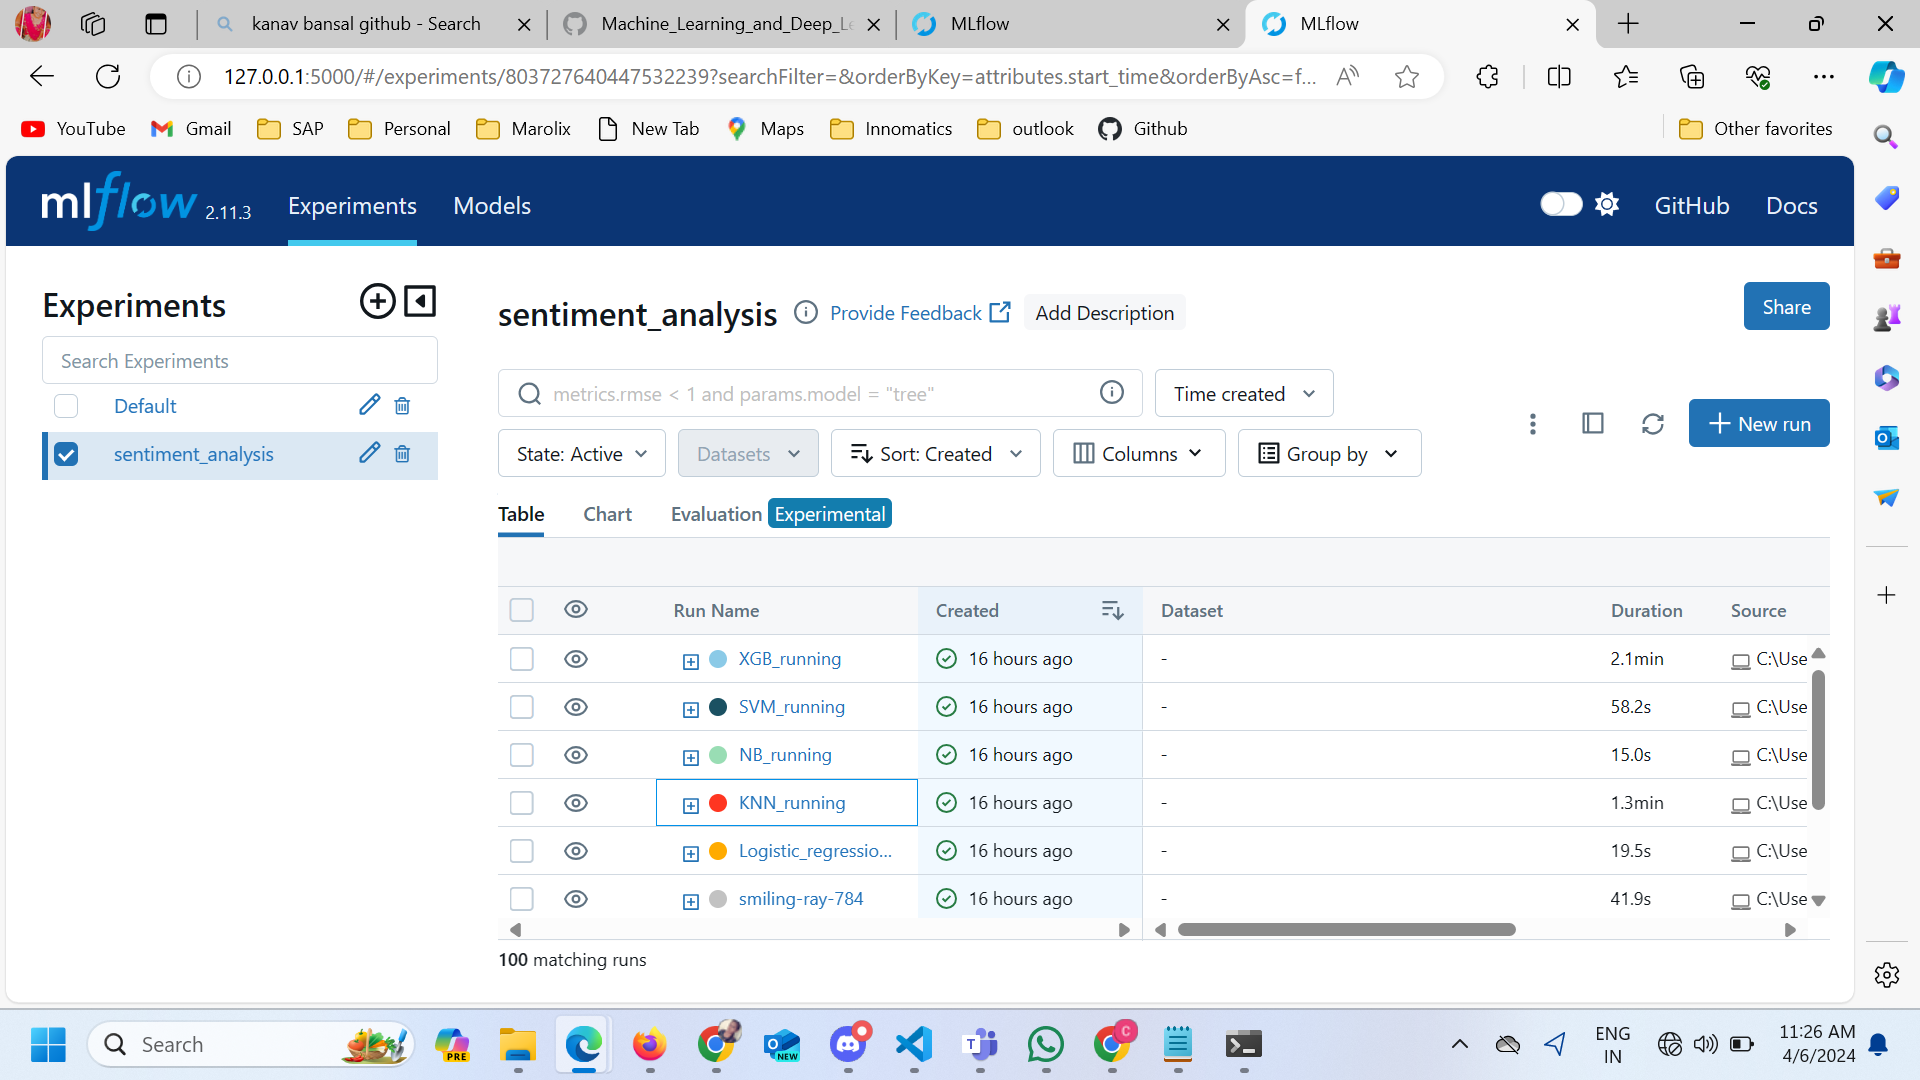 kanav bansal github - Search
Machine_Learning_and_Deep_Le
MLflow
MLflow
127.0.0.1:5000/#/experiments/803727640447532239?searchFilter=&orderByKey=attributes.start_time&orderByAsc=f...
YouTube
Gmail
SAP
Personal
Marolix
New Tab
Maps
Innomatics
outlook
Github
Other favorites
mlflow 2.11.3
Experiments
Models
GitHub
Docs
Experiments
Search Experiments
Default
sentiment_analysis
sentiment_analysis
Provide Feedback
Add Description
Share
metrics.rmse < 1 and params.model = "tree"
Time created
State: Active
Datasets
Sort: Created
Columns
Group by
New run
Table
Chart
Evaluation Experimental
Run Name Created Dataset Duration Source
XGB_running 16 hours ago - 2.1min C:\Use
SVM_running 16 hours ago - 58.2s C:\Use
NB_running 16 hours ago - 15.0s C:\Use
KNN_running 16 hours ago - 1.3min C:\Use
Logistic_regressio... 16 hours ago - 19.5s C:\Use
smiling-ray-784 16 hours ago - 41.9s C:\Use
100 matching runs
Search
PRE
NEW
C
ENG
IN
11:26 AM
4/6/2024